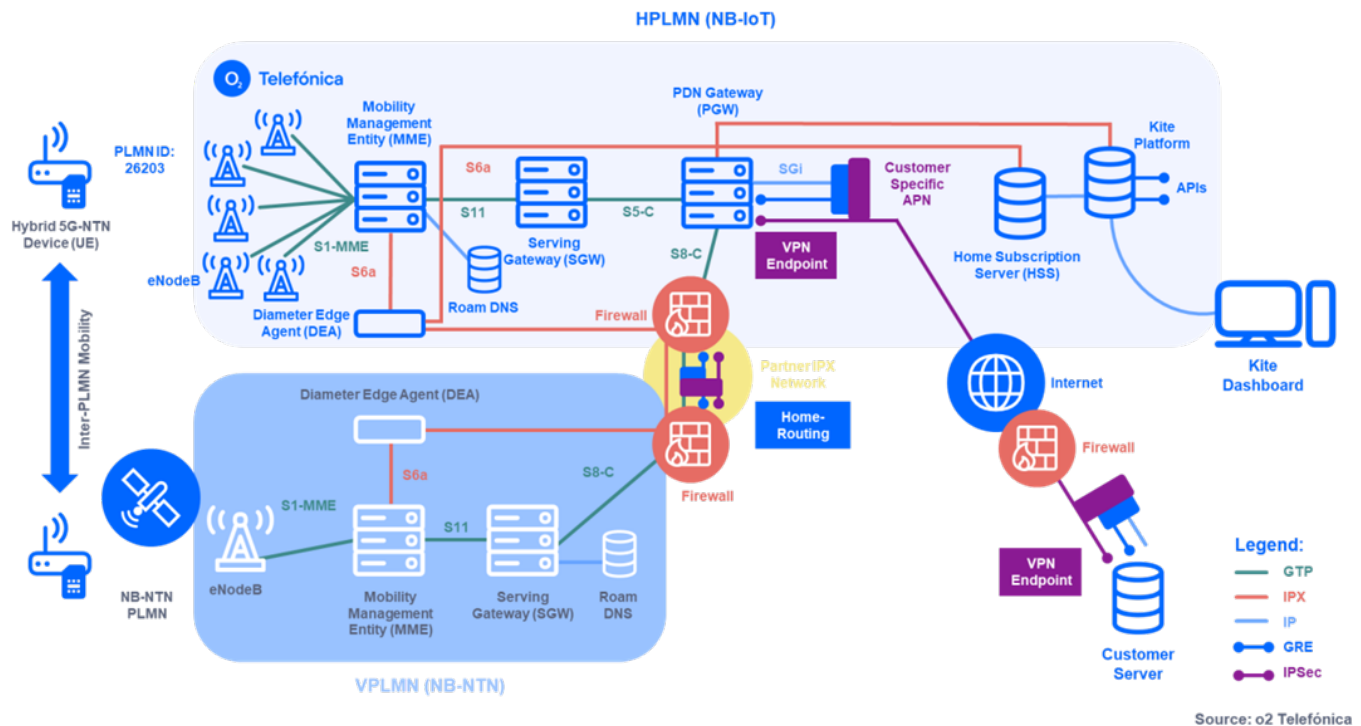 HPLMN (NB-IoT)
O2 Telefónica
PLMN ID:
26203
Hybrid 5G-NTN
Device (UE)
Inter-PLMN Mobility
NB-NTN
PLMN
eNodeB
S1-MME
Mobility
Management
Entity (MME)
S6a
S11
S6a
Diameter Edge
Agent (DEA)
Roam DNS
Serving
Gateway (SGW)
S5-C
PDN Gateway
(PGW)
SGi
Customer
Specific
APN
VPN
Endpoint
S8-C
Firewall
Home Subscription
Server (HSS)
Kite
Platform
APIs
Kite
Dashboard
Partner IPX
Network
Home-
Routing
Firewall
Internet
Firewall
VPN
Endpoint
Customer
Server
Diameter Edge Agent (DEA)
S6a
S8-C
S1-MME
S11
eNodeB
Mobility
Management
Entity (MME)
Serving
Gateway (SGW)
Roam
DNS
VPLMN (NB-NTN)
Legend:
GTP
IPX
IP
GRE
IPSec
Source: o2 Telefónica